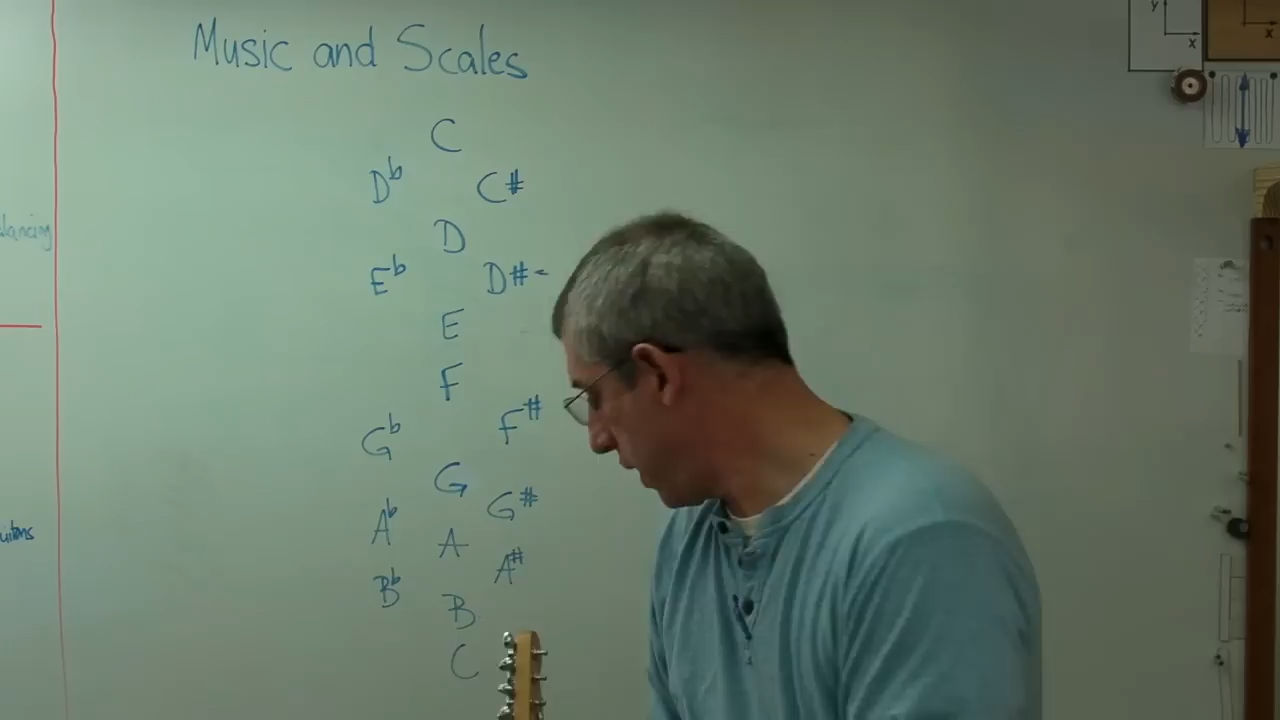 Music and Scales
C
D♭ C#
D
E♭ D#
E
F
G♭ F#
G
A♭ G#
A
B♭ A#
B
C
y
x
x